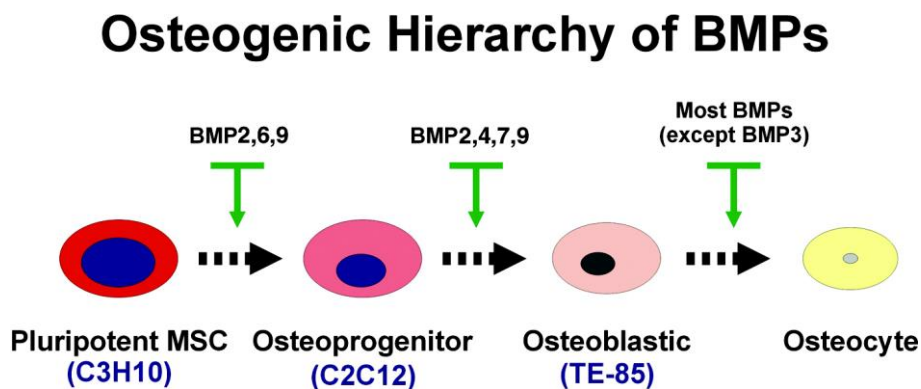 Osteogenic Hierarchy of BMPs
BMP2,6,9
BMP2,4,7,9
Most BMPs
(except BMP3)
Pluripotent MSC
(C3H10)
Osteoprogenitor
(C2C12)
Osteoblastic
(TE-85)
Osteocyte